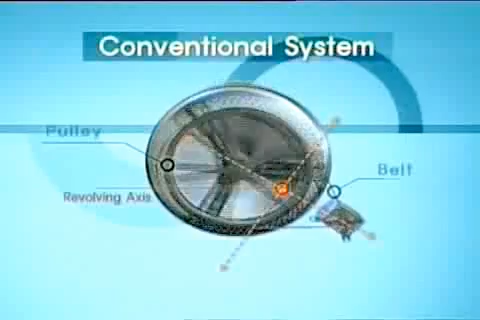 Conventional System
Pulley
Belt
Revolving Axis